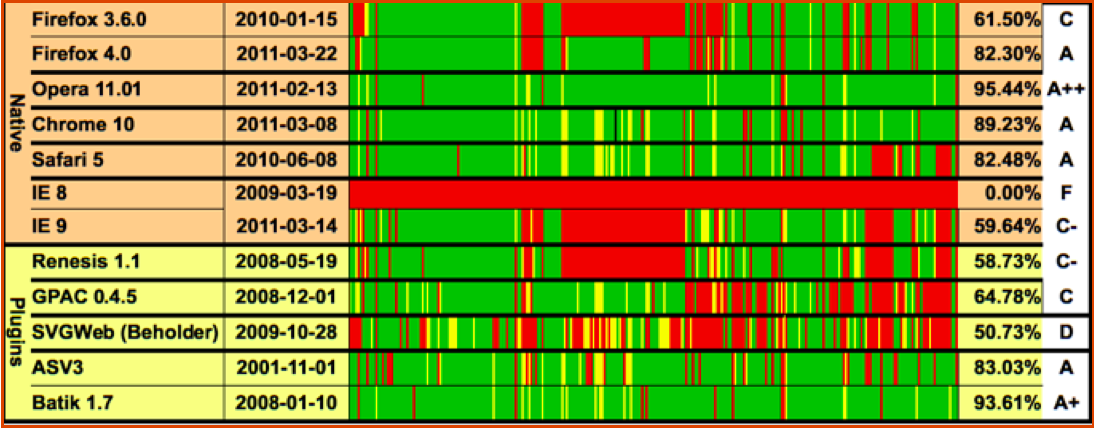 Native
Firefox 3.6.0 2010-01-15 61.50% C
Firefox 4.0 2011-03-22 82.30% A
Opera 11.01 2011-02-13 95.44% A++
Chrome 10 2011-03-08 89.23% A
Safari 5 2010-06-08 82.48% A
IE 8 2009-03-19 0.00% F
IE 9 2011-03-14 59.64% C-
Plugins
Renesis 1.1 2008-05-19 58.73% C-
GPAC 0.4.5 2008-12-01 64.78% C
SVGWeb (Beholder) 2009-10-28 50.73% D
ASV3 2001-11-01 83.03% A
Batik 1.7 2008-01-10 93.61% A+